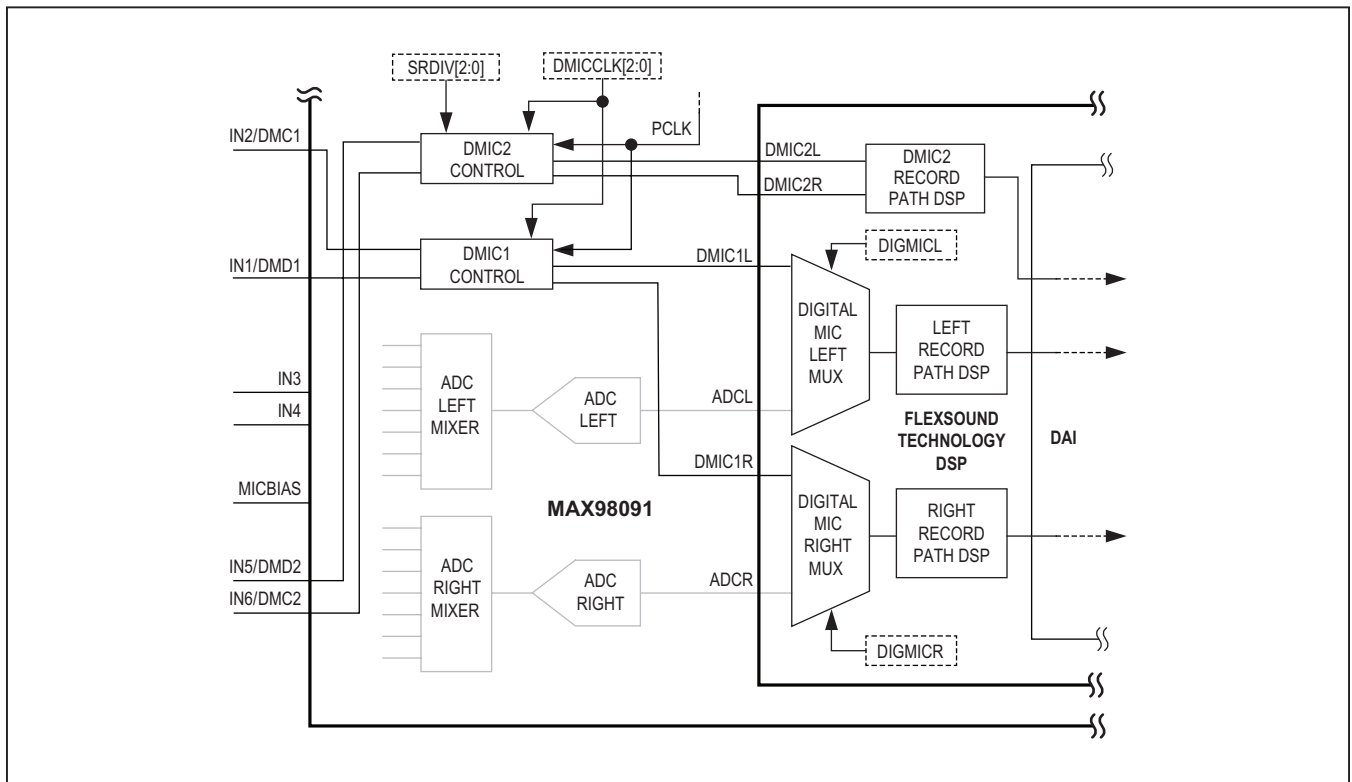 SRDIV[2:0]
DMICCLK[2:0]
PCLK
IN2/DMC1
DMIC2
CONTROL
DMIC2L
DMIC2R
DMIC2
RECORD
PATH DSP
DMIC1
CONTROL
IN1/DMD1
DMIC1L
DIGMICL
DIGITAL
MIC
LEFT
MUX
LEFT
RECORD
PATH DSP
IN3
IN4
ADC
LEFT
MIXER
ADC
LEFT
ADCL
FLEXSOUND
TECHNOLOGY
DSP
DAI
DMIC1R
MICBIAS
MAX98091
DIGITAL
MIC
RIGHT
MUX
RIGHT
RECORD
PATH DSP
IN5/DMD2
IN6/DMC2
ADC
RIGHT
MIXER
ADC
RIGHT
ADCR
DIGMICR